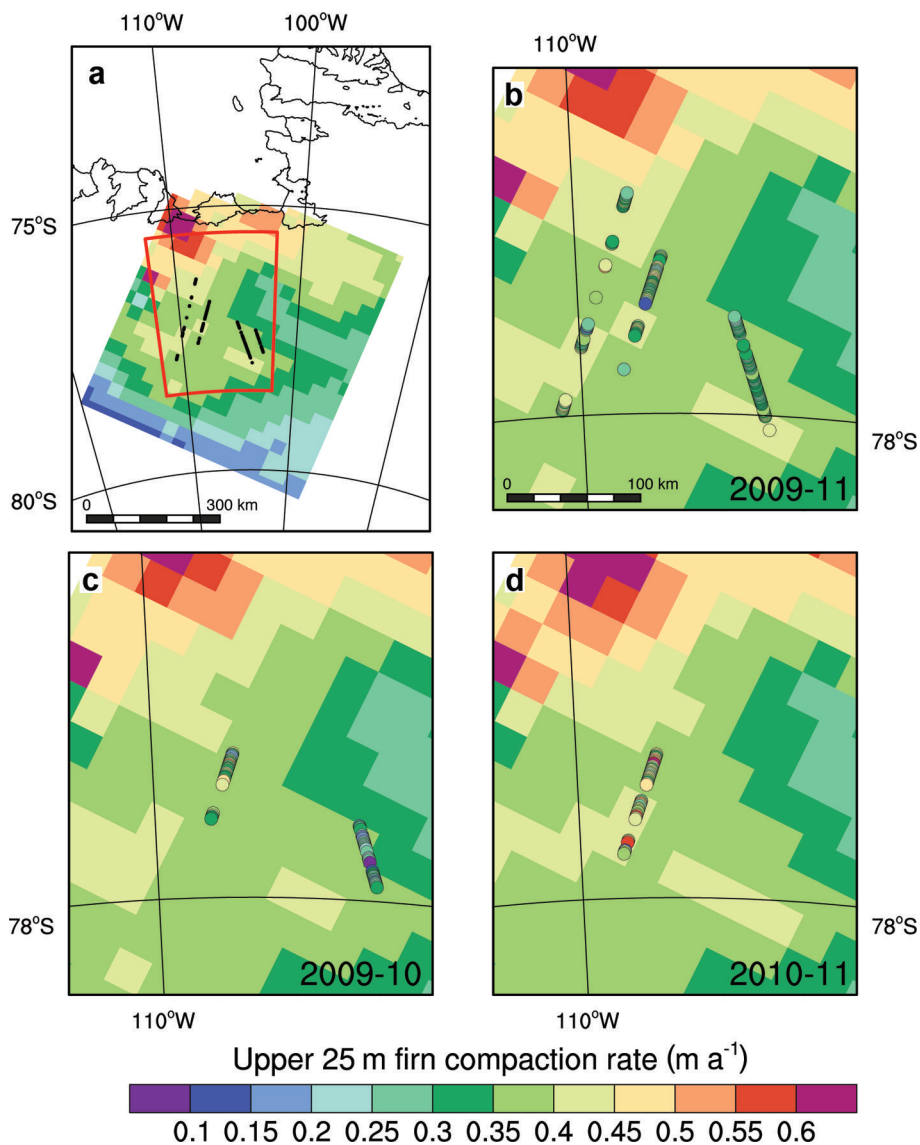 110°W 100°W
a
75°S
80°S
0 300 km
110°W
b
78°S
0 100 km
2009-11
c
78°S
2009-10
110°W
d
78°S
2010-11
110°W
Upper 25 m firn compaction rate (m a⁻¹)
0.1 0.15 0.2 0.25 0.3 0.35 0.4 0.45 0.5 0.55 0.6